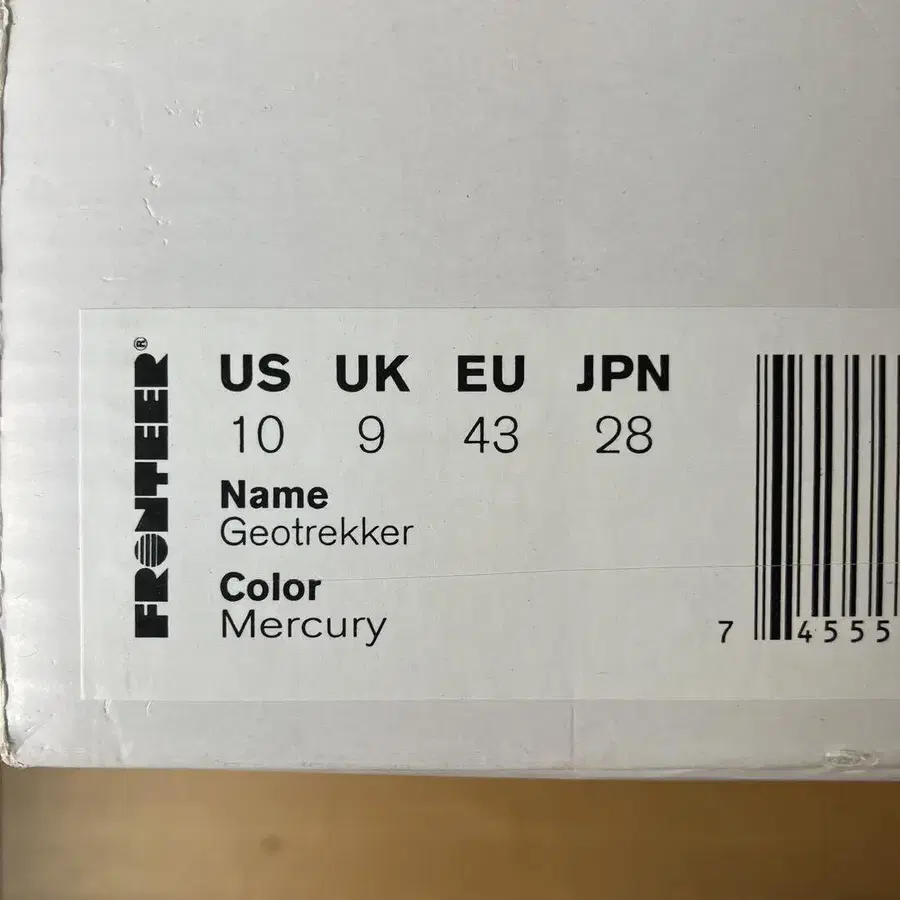 FRONTEER®
US UK EU JPN
10 9 43 28
Name
Geotrekker
Color
Mercury
7 4555